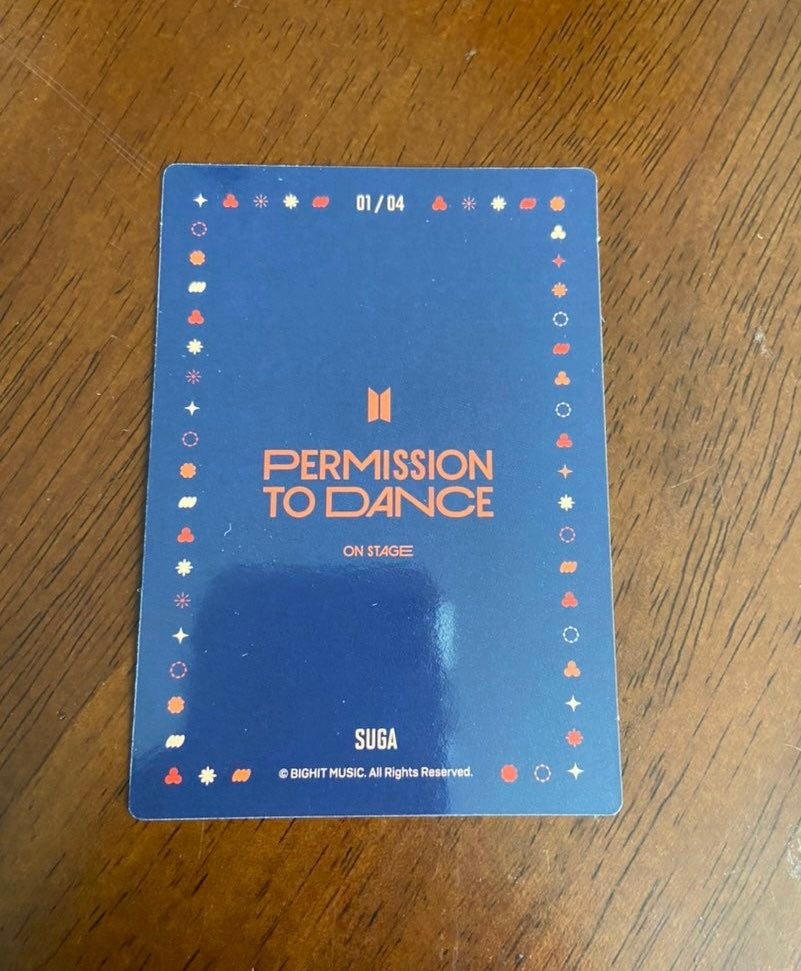 01/04
PERMISSION
TO DANCE
ON STAGE
SUGA
© BIGHIT MUSIC. All Rights Reserved.